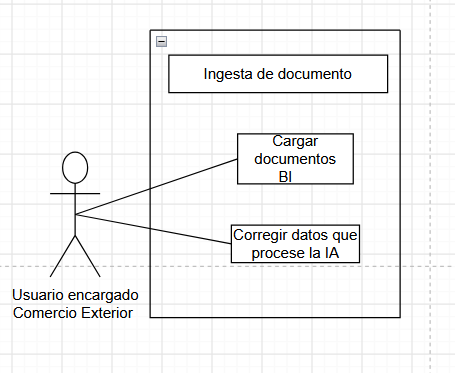 Ingesta de documento
Cargar
documentos
BI
Corregir datos que
procese la IA
Usuario encargado
Comercio Exterior